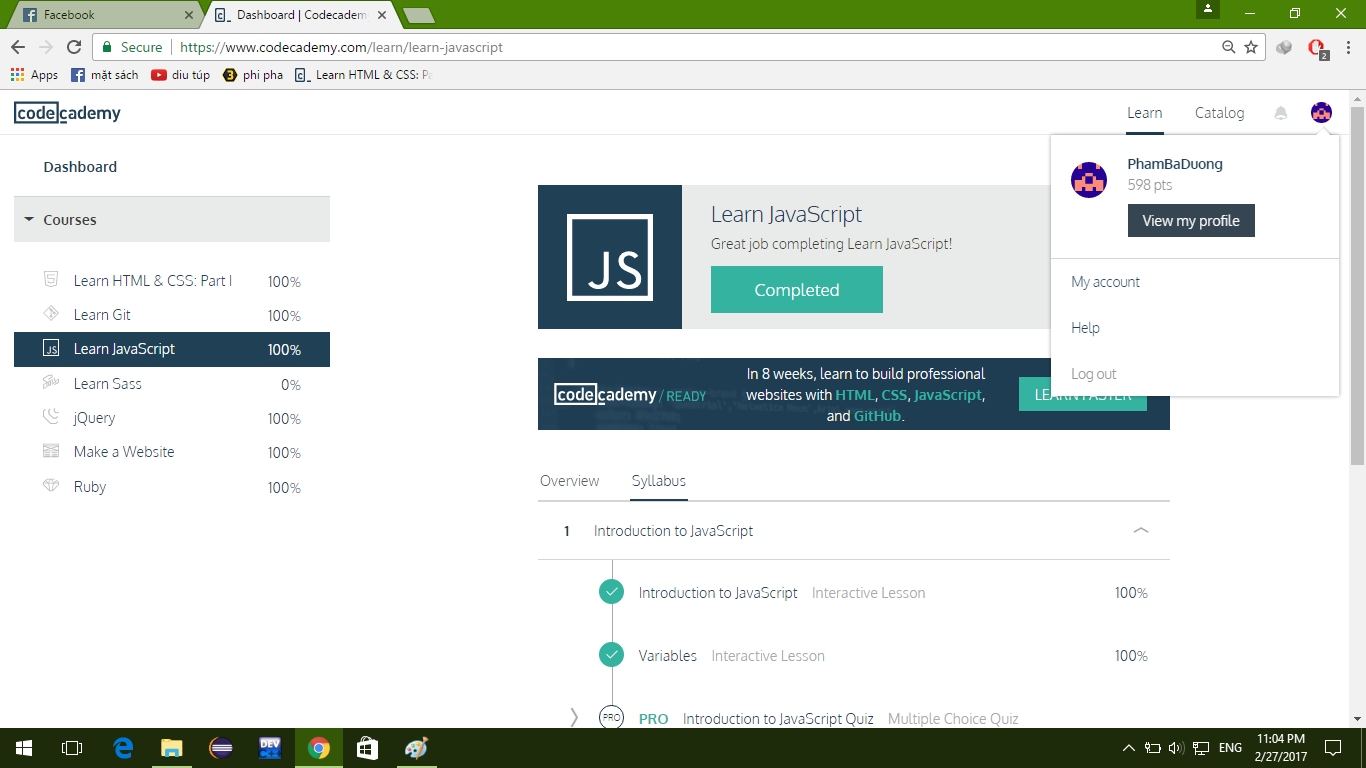 Facebook
Dashboard | Codecadem
Secure
https://www.codecademy.com/learn/learn-javascript
2
Apps
mặt sách
diu túp
phi pha
Learn HTML & CSS: Pa
codecademy
Learn
Catalog
Dashboard
Courses
Learn HTML & CSS: Part I 100%
Learn Git 100%
JS Learn JavaScript 100%
Learn Sass 0%
jQuery 100%
Make a Website 100%
Ruby 100%
JS
Learn JavaScript
Great job completing Learn JavaScript!
Completed
PhamBaDuong
598 pts
View my profile
My account
Help
Log out
codecademy / READY
In 8 weeks, learn to build professional
websites with HTML, CSS, JavaScript,
and GitHub.
LEARN FASTER
Overview
Syllabus
1 Introduction to JavaScript
Introduction to JavaScript Interactive Lesson 100%
Variables Interactive Lesson 100%
PRO PRO Introduction to JavaScript Quiz Multiple Choice Quiz
DEV
ENG
11:04 PM
2/27/2017